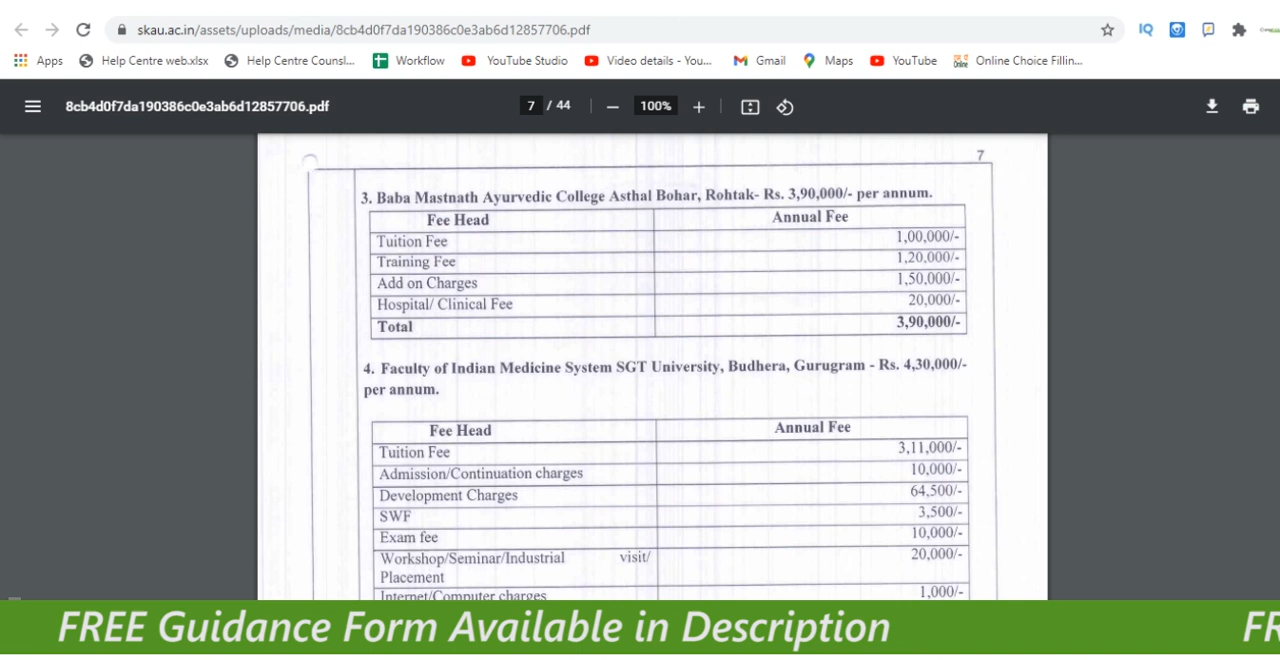 skau.ac.in/assets/uploads/media/8cb4d0f7da190386c0e3ab6d12857706.pdf
Apps Help Centre web.xlsx Help Centre Counsl... Workflow YouTube Studio Video details - You... Gmail Maps YouTube Online Choice Fillin...
8cb4d0f7da190386c0e3ab6d12857706.pdf 7 / 44 100%
7
3. Baba Mastnath Ayurvedic College Asthal Bohar, Rohtak- Rs. 3,90,000/- per annum.
Fee Head Annual Fee
Tuition Fee 1,00,000/-
Training Fee 1,20,000/-
Add on Charges 1,50,000/-
Hospital/ Clinical Fee 20,000/-
Total 3,90,000/-
4. Faculty of Indian Medicine System SGT University, Budhera, Gurugram - Rs. 4,30,000/-
per annum.
Fee Head Annual Fee
Tuition Fee 3,11,000/-
Admission/Continuation charges 10,000/-
Development Charges 64,500/-
SWF 3,500/-
Exam fee 10,000/-
Workshop/Seminar/Industrial visit/ 20,000/-
Placement
Internet/Computer charges 1,000/-
FREE Guidance Form Available in Description FR